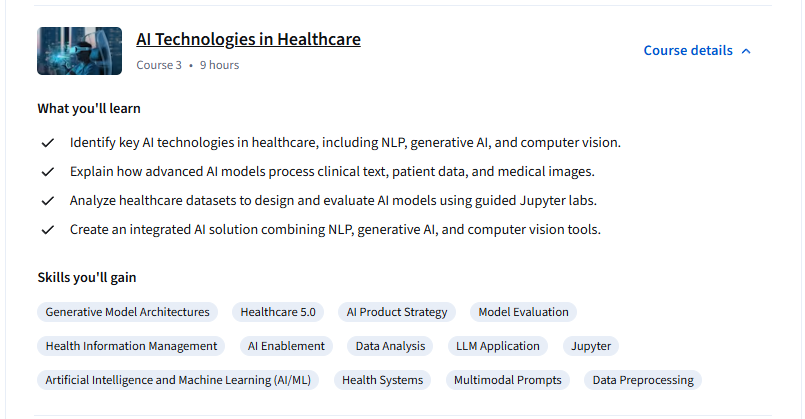 AI Technologies in Healthcare
Course 3 • 9 hours
Course details
What you'll learn
Identify key AI technologies in healthcare, including NLP, generative AI, and computer vision.
Explain how advanced AI models process clinical text, patient data, and medical images.
Analyze healthcare datasets to design and evaluate AI models using guided Jupyter labs.
Create an integrated AI solution combining NLP, generative AI, and computer vision tools.
Skills you'll gain
Generative Model Architectures Healthcare 5.0 AI Product Strategy Model Evaluation
Health Information Management AI Enablement Data Analysis LLM Application Jupyter
Artificial Intelligence and Machine Learning (AI/ML) Health Systems Multimodal Prompts Data Preprocessing